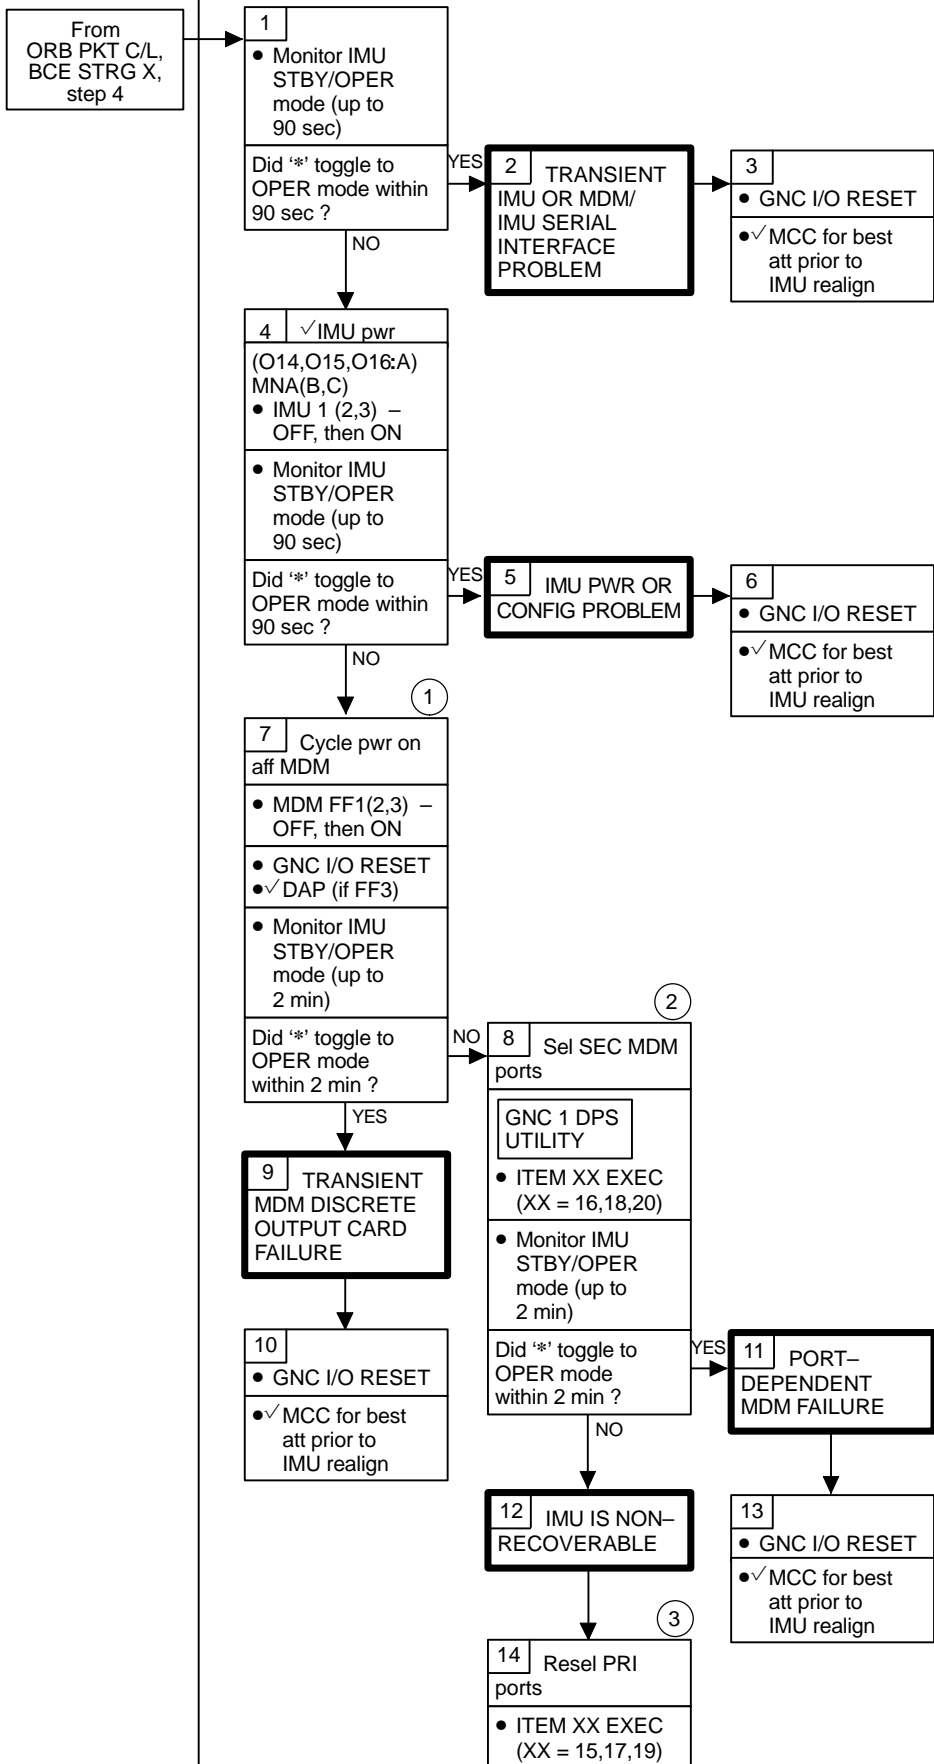 From
ORB PKT C/L,
BCE STRG X,
step 4
1
● Monitor IMU
STBY/OPER
mode (up to
90 sec)
Did '*' toggle to
OPER mode within
90 sec ?
YES
NO
2 TRANSIENT
IMU OR MDM/
IMU SERIAL
INTERFACE
PROBLEM
3
● GNC I/O RESET
●√MCC for best
att prior to
IMU realign
4 √IMU pwr
(O14,O15,O16:A)
MNA(B,C)
● IMU 1 (2,3) –
OFF, then ON
● Monitor IMU
STBY/OPER
mode (up to
90 sec)
Did '*' toggle to
OPER mode within
90 sec ?
YES
NO
5 IMU PWR OR
CONFIG PROBLEM
6
● GNC I/O RESET
●√MCC for best
att prior to
IMU realign
1
7 Cycle pwr on
aff MDM
● MDM FF1(2,3) –
OFF, then ON
● GNC I/O RESET
●√DAP (if FF3)
● Monitor IMU
STBY/OPER
mode (up to
2 min)
Did '*' toggle to
OPER mode
within 2 min ?
NO
YES
2
8 Sel SEC MDM
ports
GNC 1 DPS
UTILITY
● ITEM XX EXEC
(XX = 16,18,20)
● Monitor IMU
STBY/OPER
mode (up to
2 min)
Did '*' toggle to
OPER mode
within 2 min ?
YES
NO
9 TRANSIENT
MDM DISCRETE
OUTPUT CARD
FAILURE
10
● GNC I/O RESET
●√MCC for best
att prior to
IMU realign
11 PORT–
DEPENDENT
MDM FAILURE
12 IMU IS NON–
RECOVERABLE
13
● GNC I/O RESET
●√MCC for best
att prior to
IMU realign
3
14 Resel PRI
ports
● ITEM XX EXEC
(XX = 15,17,19)